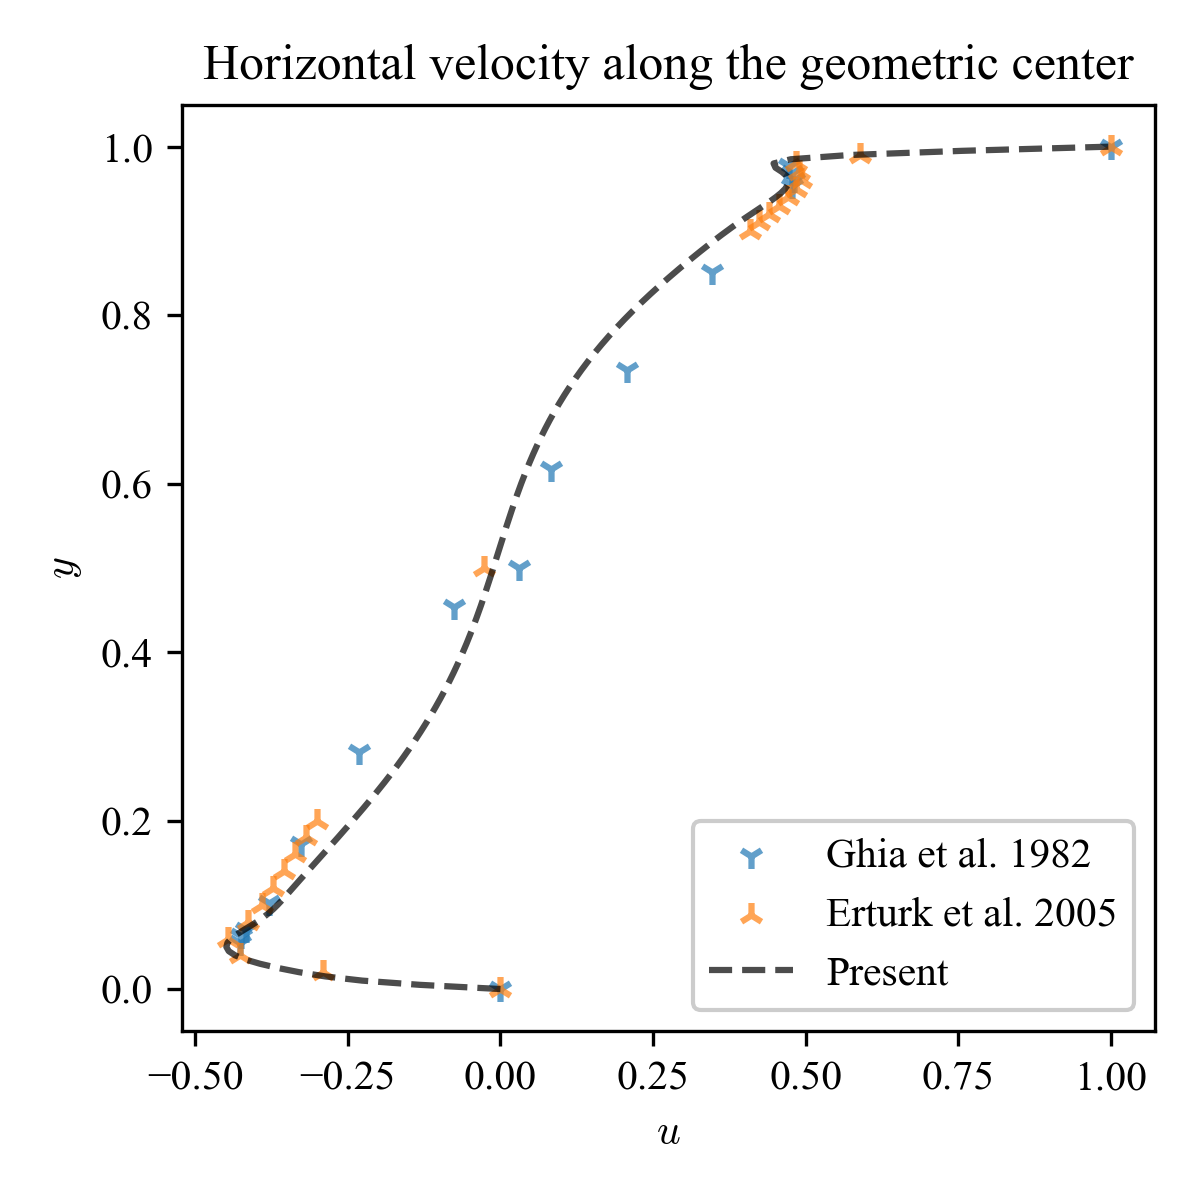 Horizontal velocity along the geometric center
1.0
0.8
0.6
0.4
0.2
0.0
y
−0.50 −0.25 0.00 0.25 0.50 0.75 1.00
u
Ghia et al. 1982
Erturk et al. 2005
Present